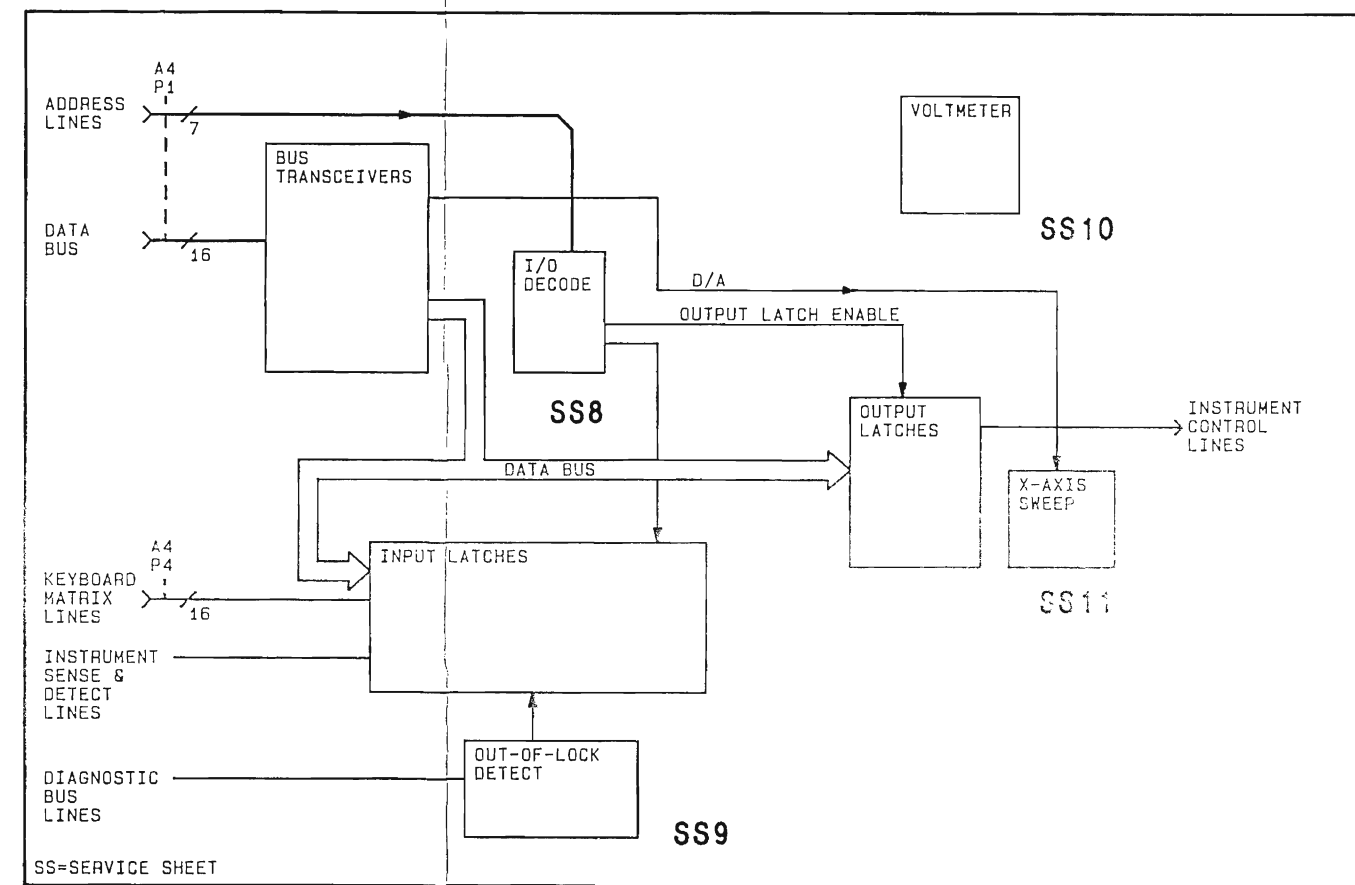 A4
P1
ADDRESS
LINES
7
BUS
TRANSCEIVERS
VOLTMETER
SS10
DATA
BUS
16
I/O
DECODE
D/A
OUTPUT LATCH ENABLE
SS8
OUTPUT
LATCHES
INSTRUMENT
CONTROL
LINES
DATA BUS
X-AXIS
SWEEP
SS11
A4
P4
INPUT LATCHES
KEYBOARD
MATRIX
LINES
16
INSTRUMENT
SENSE &
DETECT
LINES
OUT-OF-LOCK
DETECT
DIAGNOSTIC
BUS
LINES
SS9
SS=SERVICE SHEET